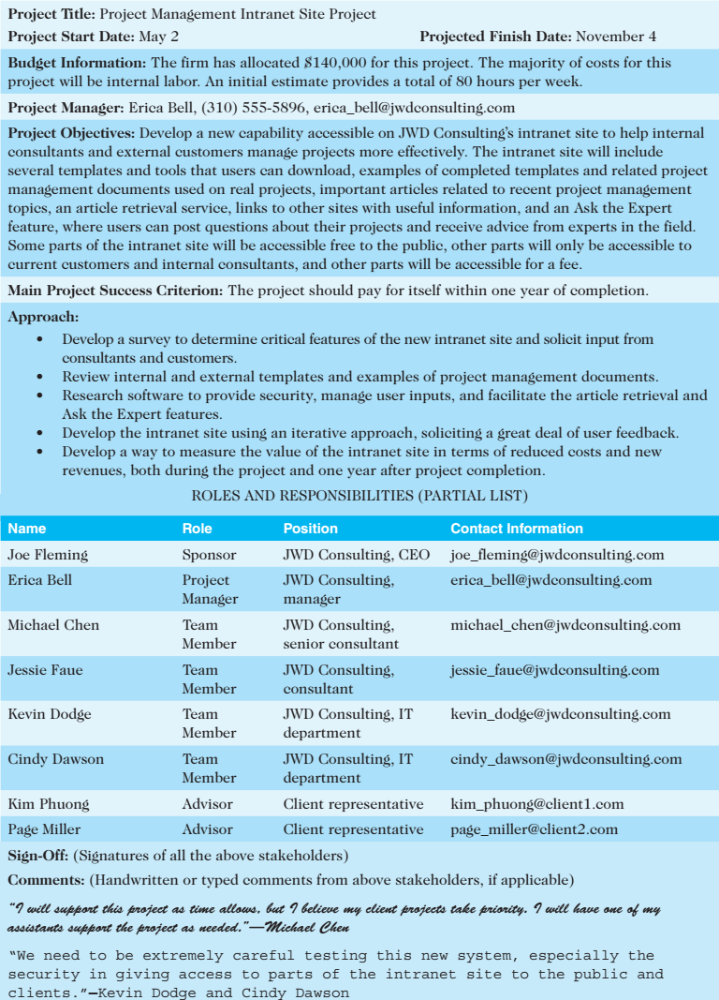 Project Title: Project Management Intranet Site Project
Project Start Date: May 2 Projected Finish Date: November 4
Budget Information: The firm has allocated $140,000 for this project. The majority of costs for this
project will be internal labor. An initial estimate provides a total of 80 hours per week.
Project Manager: Erica Bell, (310) 555-5896, erica_bell@jwdconsulting.com
Project Objectives: Develop a new capability accessible on JWD Consulting's intranet site to help internal
consultants and external customers manage projects more effectively. The intranet site will include
several templates and tools that users can download, examples of completed templates and related project
management documents used on real projects, important articles related to recent project management
topics, an article retrieval service, links to other sites with useful information, and an Ask the Expert
feature, where users can post questions about their projects and receive advice from experts in the field.
Some parts of the intranet site will be accessible free to the public, other parts will only be accessible to
current customers and internal consultants, and other parts will be accessible for a fee.
Main Project Success Criterion: The project should pay for itself within one year of completion.
Approach:
• Develop a survey to determine critical features of the new intranet site and solicit input from
consultants and customers.
• Review internal and external templates and examples of project management documents.
• Research software to provide security, manage user inputs, and facilitate the article retrieval and
Ask the Expert features.
• Develop the intranet site using an iterative approach, soliciting a great deal of user feedback.
• Develop a way to measure the value of the intranet site in terms of reduced costs and new
revenues, both during the project and one year after project completion.
ROLES AND RESPONSIBILITIES (PARTIAL LIST)
Name Role Position Contact Information
Joe Fleming Sponsor JWD Consulting, CEO joe_fleming@jwdconsulting.com
Erica Bell Project JWD Consulting, erica_bell@jwdconsulting.com
Manager manager
Michael Chen Team JWD Consulting, michael_chen@jwdconsulting.com
Member senior consultant
Jessie Faue Team JWD Consulting, jessie_faue@jwdconsulting.com
Member consultant
Kevin Dodge Team JWD Consulting, IT kevin_dodge@jwdconsulting.com
Member department
Cindy Dawson Team JWD Consulting, IT cindy_dawson@jwdconsulting.com
Member department
Kim Phuong Advisor Client representative kim_phuong@client1.com
Page Miller Advisor Client representative page_miller@client2.com
Sign-Off: (Signatures of all the above stakeholders)
Comments: (Handwritten or typed comments from above stakeholders, if applicable)
"I will support this project as time allows, but I believe my client projects take priority. I will have one of my
assistants support the project as needed."—Michael Chen
"We need to be extremely careful testing this new system, especially the
security in giving access to parts of the intranet site to the public and
clients."—Kevin Dodge and Cindy Dawson